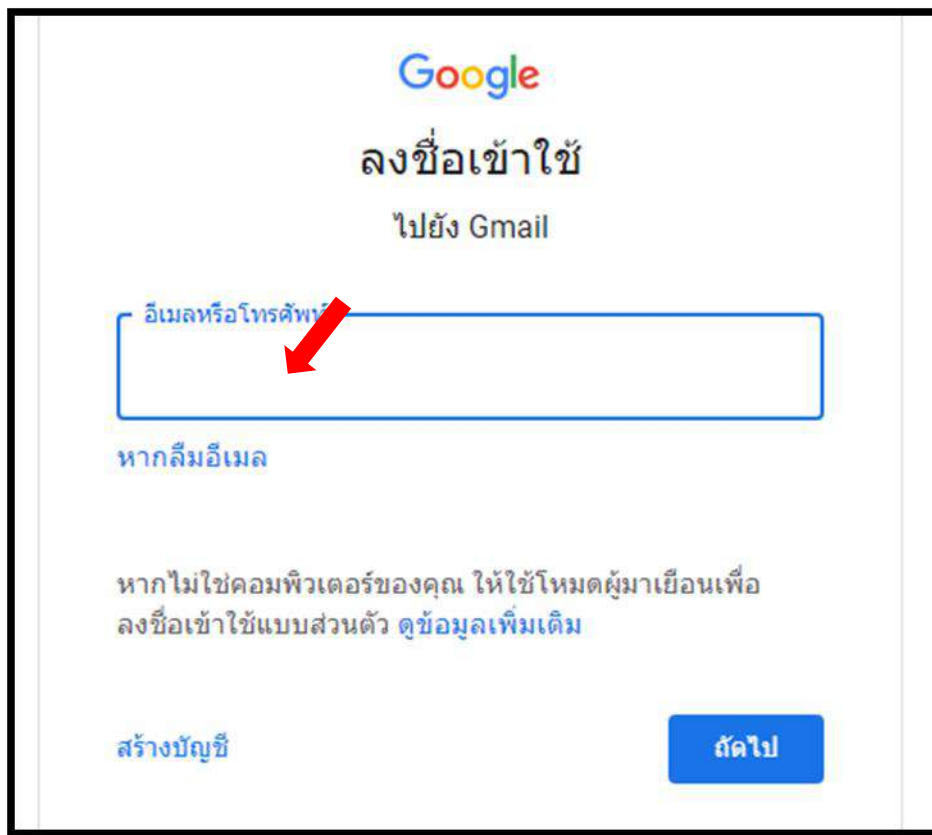 Google
ลงชื่อเข้าใช้
ไปยัง Gmail
อีเมลหรือโทรศัพท์
หากลืมอีเมล
หากไม่ใช่คอมพิวเตอร์ของคุณ ให้ใช้โหมดผู้มาเยือนเพื่อ
ลงชื่อเข้าใช้แบบส่วนตัว ดูข้อมูลเพิ่มเติม
สร้างบัญชี
ถัดไป